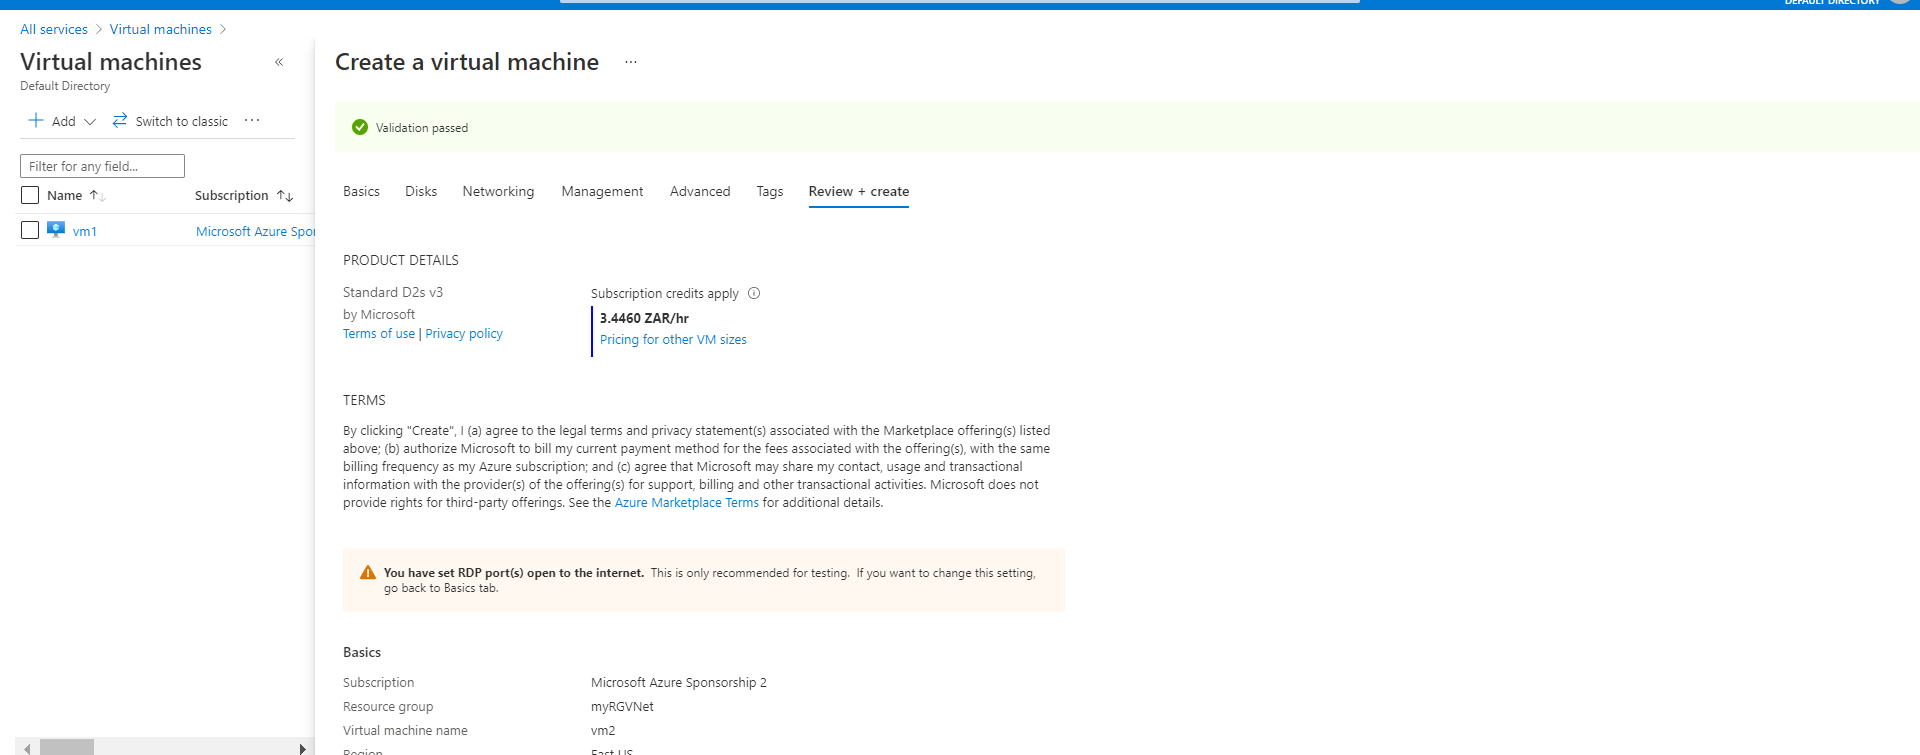 DEFAULT DIRECTORY
All services > Virtual machines >
Virtual machines
Default Directory
Add
Switch to classic
Filter for any field...
Name
Subscription
vm1
Microsoft Azure Spo
Create a virtual machine
Validation passed
Basics Disks Networking Management Advanced Tags Review + create
PRODUCT DETAILS
Standard D2s v3
by Microsoft
Terms of use | Privacy policy
Subscription credits apply
3.4460 ZAR/hr
Pricing for other VM sizes
TERMS
By clicking "Create", I (a) agree to the legal terms and privacy statement(s) associated with the Marketplace offering(s) listed
above; (b) authorize Microsoft to bill my current payment method for the fees associated with the offering(s), with the same
billing frequency as my Azure subscription; and (c) agree that Microsoft may share my contact, usage and transactional
information with the provider(s) of the offering(s) for support, billing and other transactional activities. Microsoft does not
provide rights for third-party offerings. See the Azure Marketplace Terms for additional details.
You have set RDP port(s) open to the internet. This is only recommended for testing. If you want to change this setting,
go back to Basics tab.
Basics
Subscription Microsoft Azure Sponsorship 2
Resource group myRGVNet
Virtual machine name vm2
Region East US